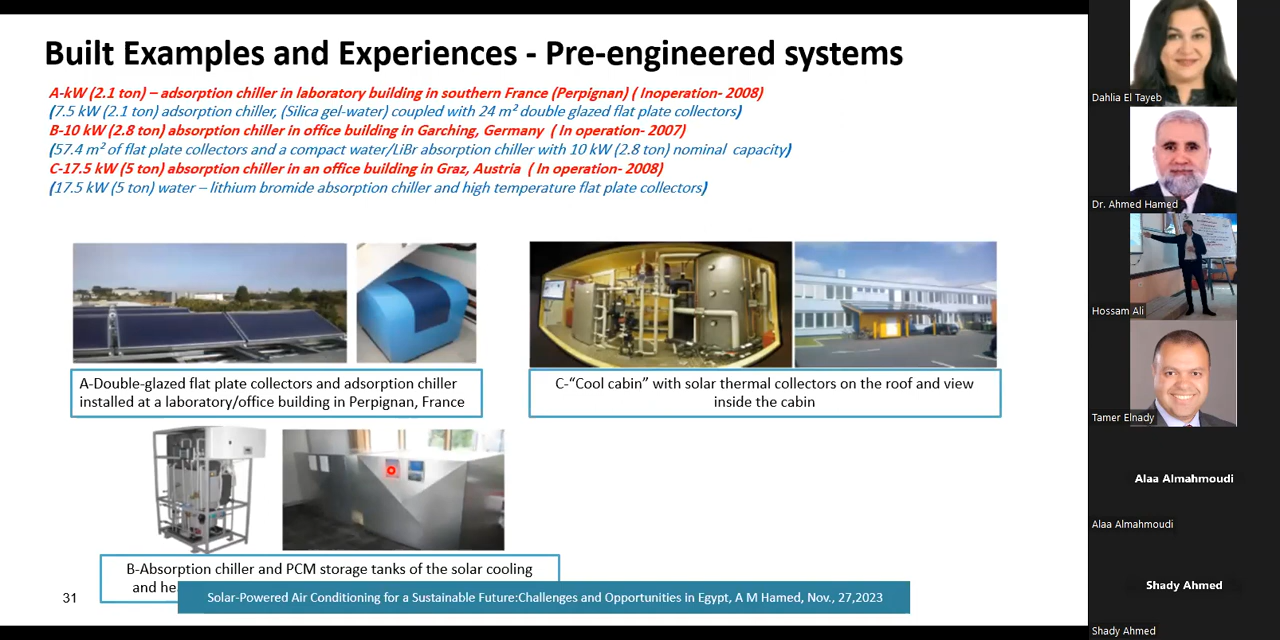 Built Examples and Experiences - Pre-engineered systems
A-kW (2.1 ton) – adsorption chiller in laboratory building in southern France (Perpignan) ( Inoperation- 2008)
(7.5 kW (2.1 ton) adsorption chiller, (Silica gel-water) coupled with 24 m² double glazed flat plate collectors)
B-10 kW (2.8 ton) absorption chiller in office building in Garching, Germany ( In operation- 2007)
(57.4 m² of flat plate collectors and a compact water/LiBr absorption chiller with 10 kW (2.8 ton) nominal capacity)
C-17.5 kW (5 ton) absorption chiller in an office building in Graz, Austria ( In operation- 2008)
(17.5 kW (5 ton) water – lithium bromide absorption chiller and high temperature flat plate collectors)
A-Double-glazed flat plate collectors and adsorption chiller
installed at a laboratory/office building in Perpignan, France
C-“Cool cabin” with solar thermal collectors on the roof and view
inside the cabin
B-Absorption chiller and PCM storage tanks of the solar cooling
and he
31
Solar-Powered Air Conditioning for a Sustainable Future:Challenges and Opportunities in Egypt, A M Hamed, Nov., 27,2023
Dahlia El Tayeb
Dr. Ahmed Hamed
Hossam Ali
Tamer Elnady
Alaa Almahmoudi
Alaa Almahmoudi
Shady Ahmed
Shady Ahmed